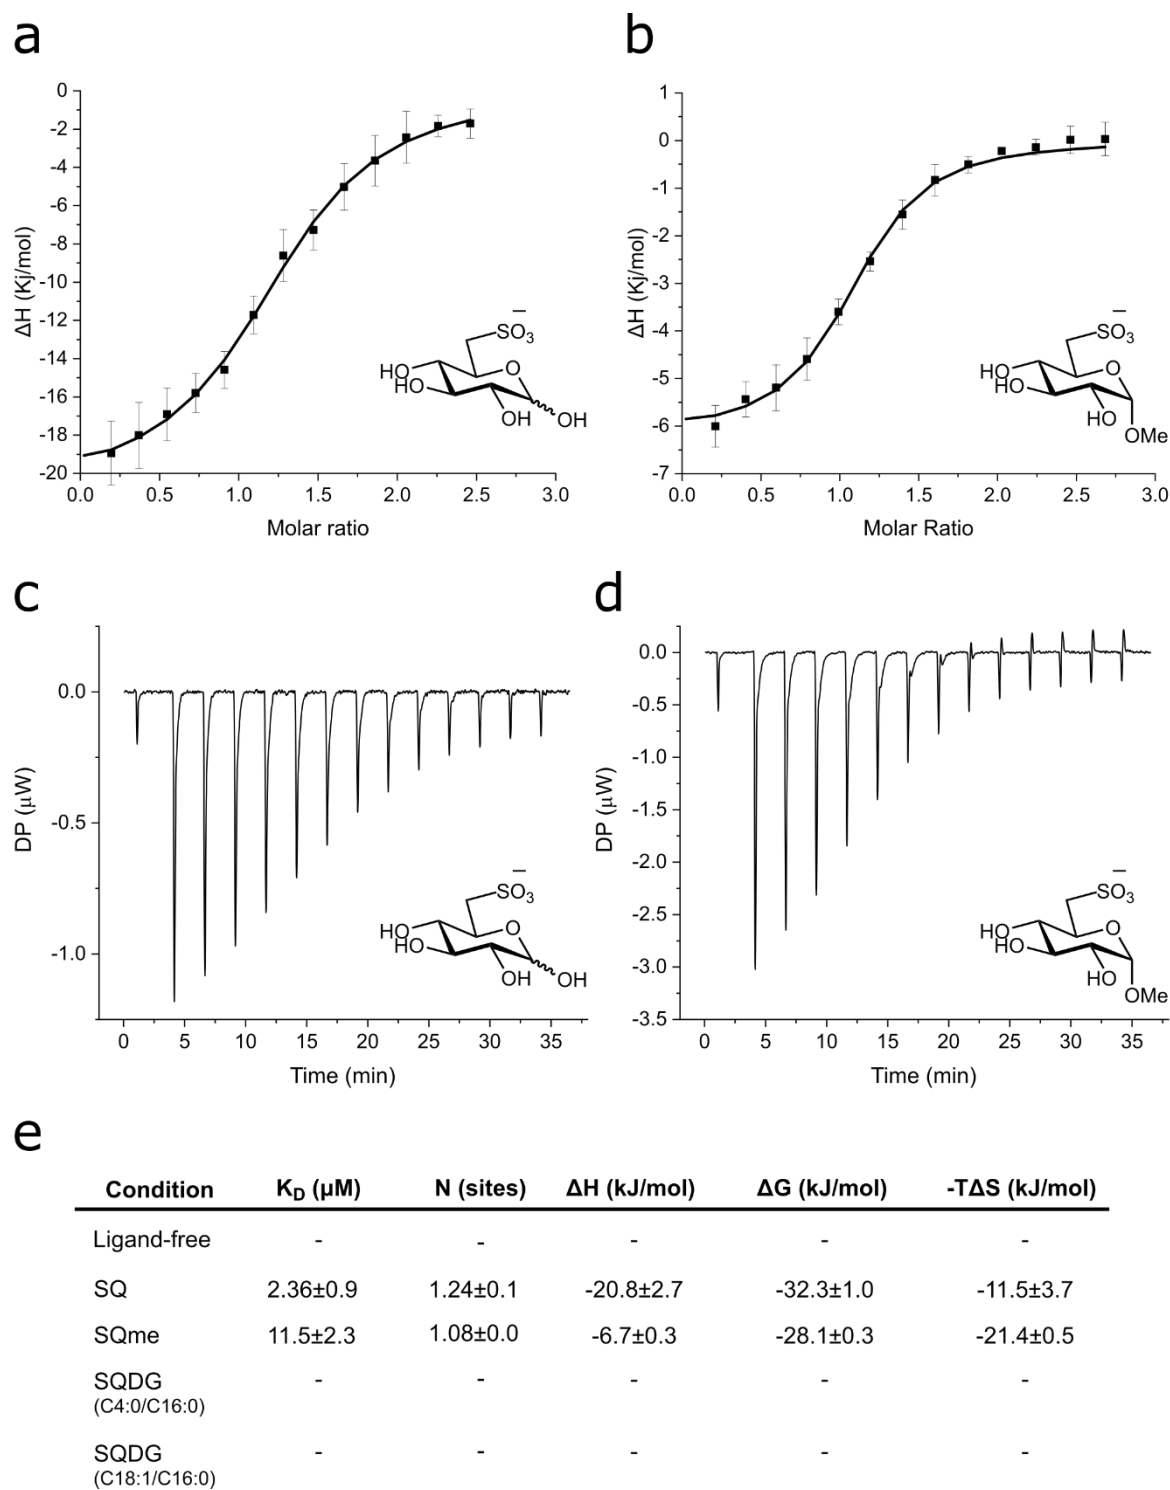 a
0
-2
-4
-6
-8
-10
-12
-14
-16
-18
-20
ΔH (Kj/mol)
0.0 0.5 1.0 1.5 2.0 2.5 3.0
Molar ratio
SO3 −
HO
HO
O
OH
OH
b
1
0
-1
-2
-3
-4
-5
-6
-7
ΔH (Kj/mol)
0.0 0.5 1.0 1.5 2.0 2.5 3.0
Molar Ratio
SO3 −
HO
HO
O
HO
OMe
c
0.0
-0.5
-1.0
DP (μW)
0 5 10 15 20 25 30 35
Time (min)
SO3 −
HO
HO
O
OH
OH
d
0.0
-0.5
-1.0
-1.5
-2.0
-2.5
-3.0
-3.5
DP (μW)
0 5 10 15 20 25 30 35
Time (min)
SO3 −
HO
HO
O
HO
OMe
e
Condition KD (μM) N (sites) ΔH (kJ/mol) ΔG (kJ/mol) -TΔS (kJ/mol)
Ligand-free - - - - -
SQ 2.36±0.9 1.24±0.1 -20.8±2.7 -32.3±1.0 -11.5±3.7
SQme 11.5±2.3 1.08±0.0 -6.7±0.3 -28.1±0.3 -21.4±0.5
SQDG - - - - -
(C4:0/C16:0)
SQDG - - - - -
(C18:1/C16:0)